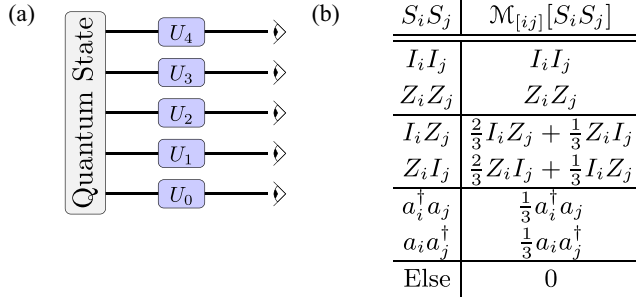 (a)
Quantum State
U₄
U₃
U₂
U₁
U₀
(b)
SᵢSⱼ 𝓜[ij][SᵢSⱼ]
IᵢIⱼ IᵢIⱼ
ZᵢZⱼ ZᵢZⱼ
IᵢZⱼ 2/3 IᵢZⱼ + 1/3 ZᵢIⱼ
ZᵢIⱼ 2/3 ZᵢIⱼ + 1/3 IᵢZⱼ
aᵢ†aⱼ 1/3 aᵢ†aⱼ
aᵢaⱼ† 1/3 aᵢaⱼ†
Else 0